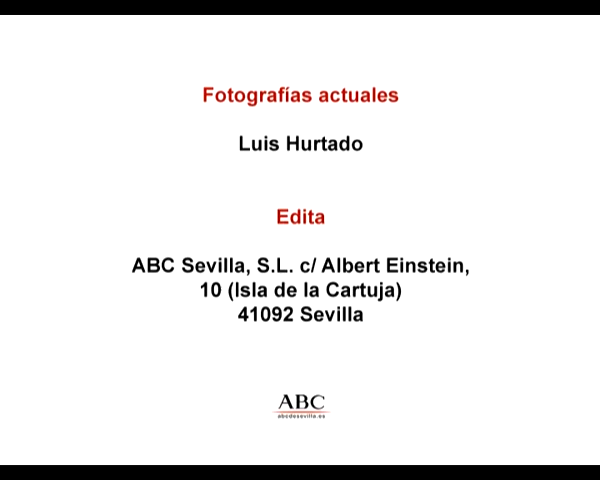 Fotografías actuales
Luis Hurtado
Edita
ABC Sevilla, S.L. c/ Albert Einstein,
10 (Isla de la Cartuja)
41092 Sevilla
ABC
abcdesevilla.es